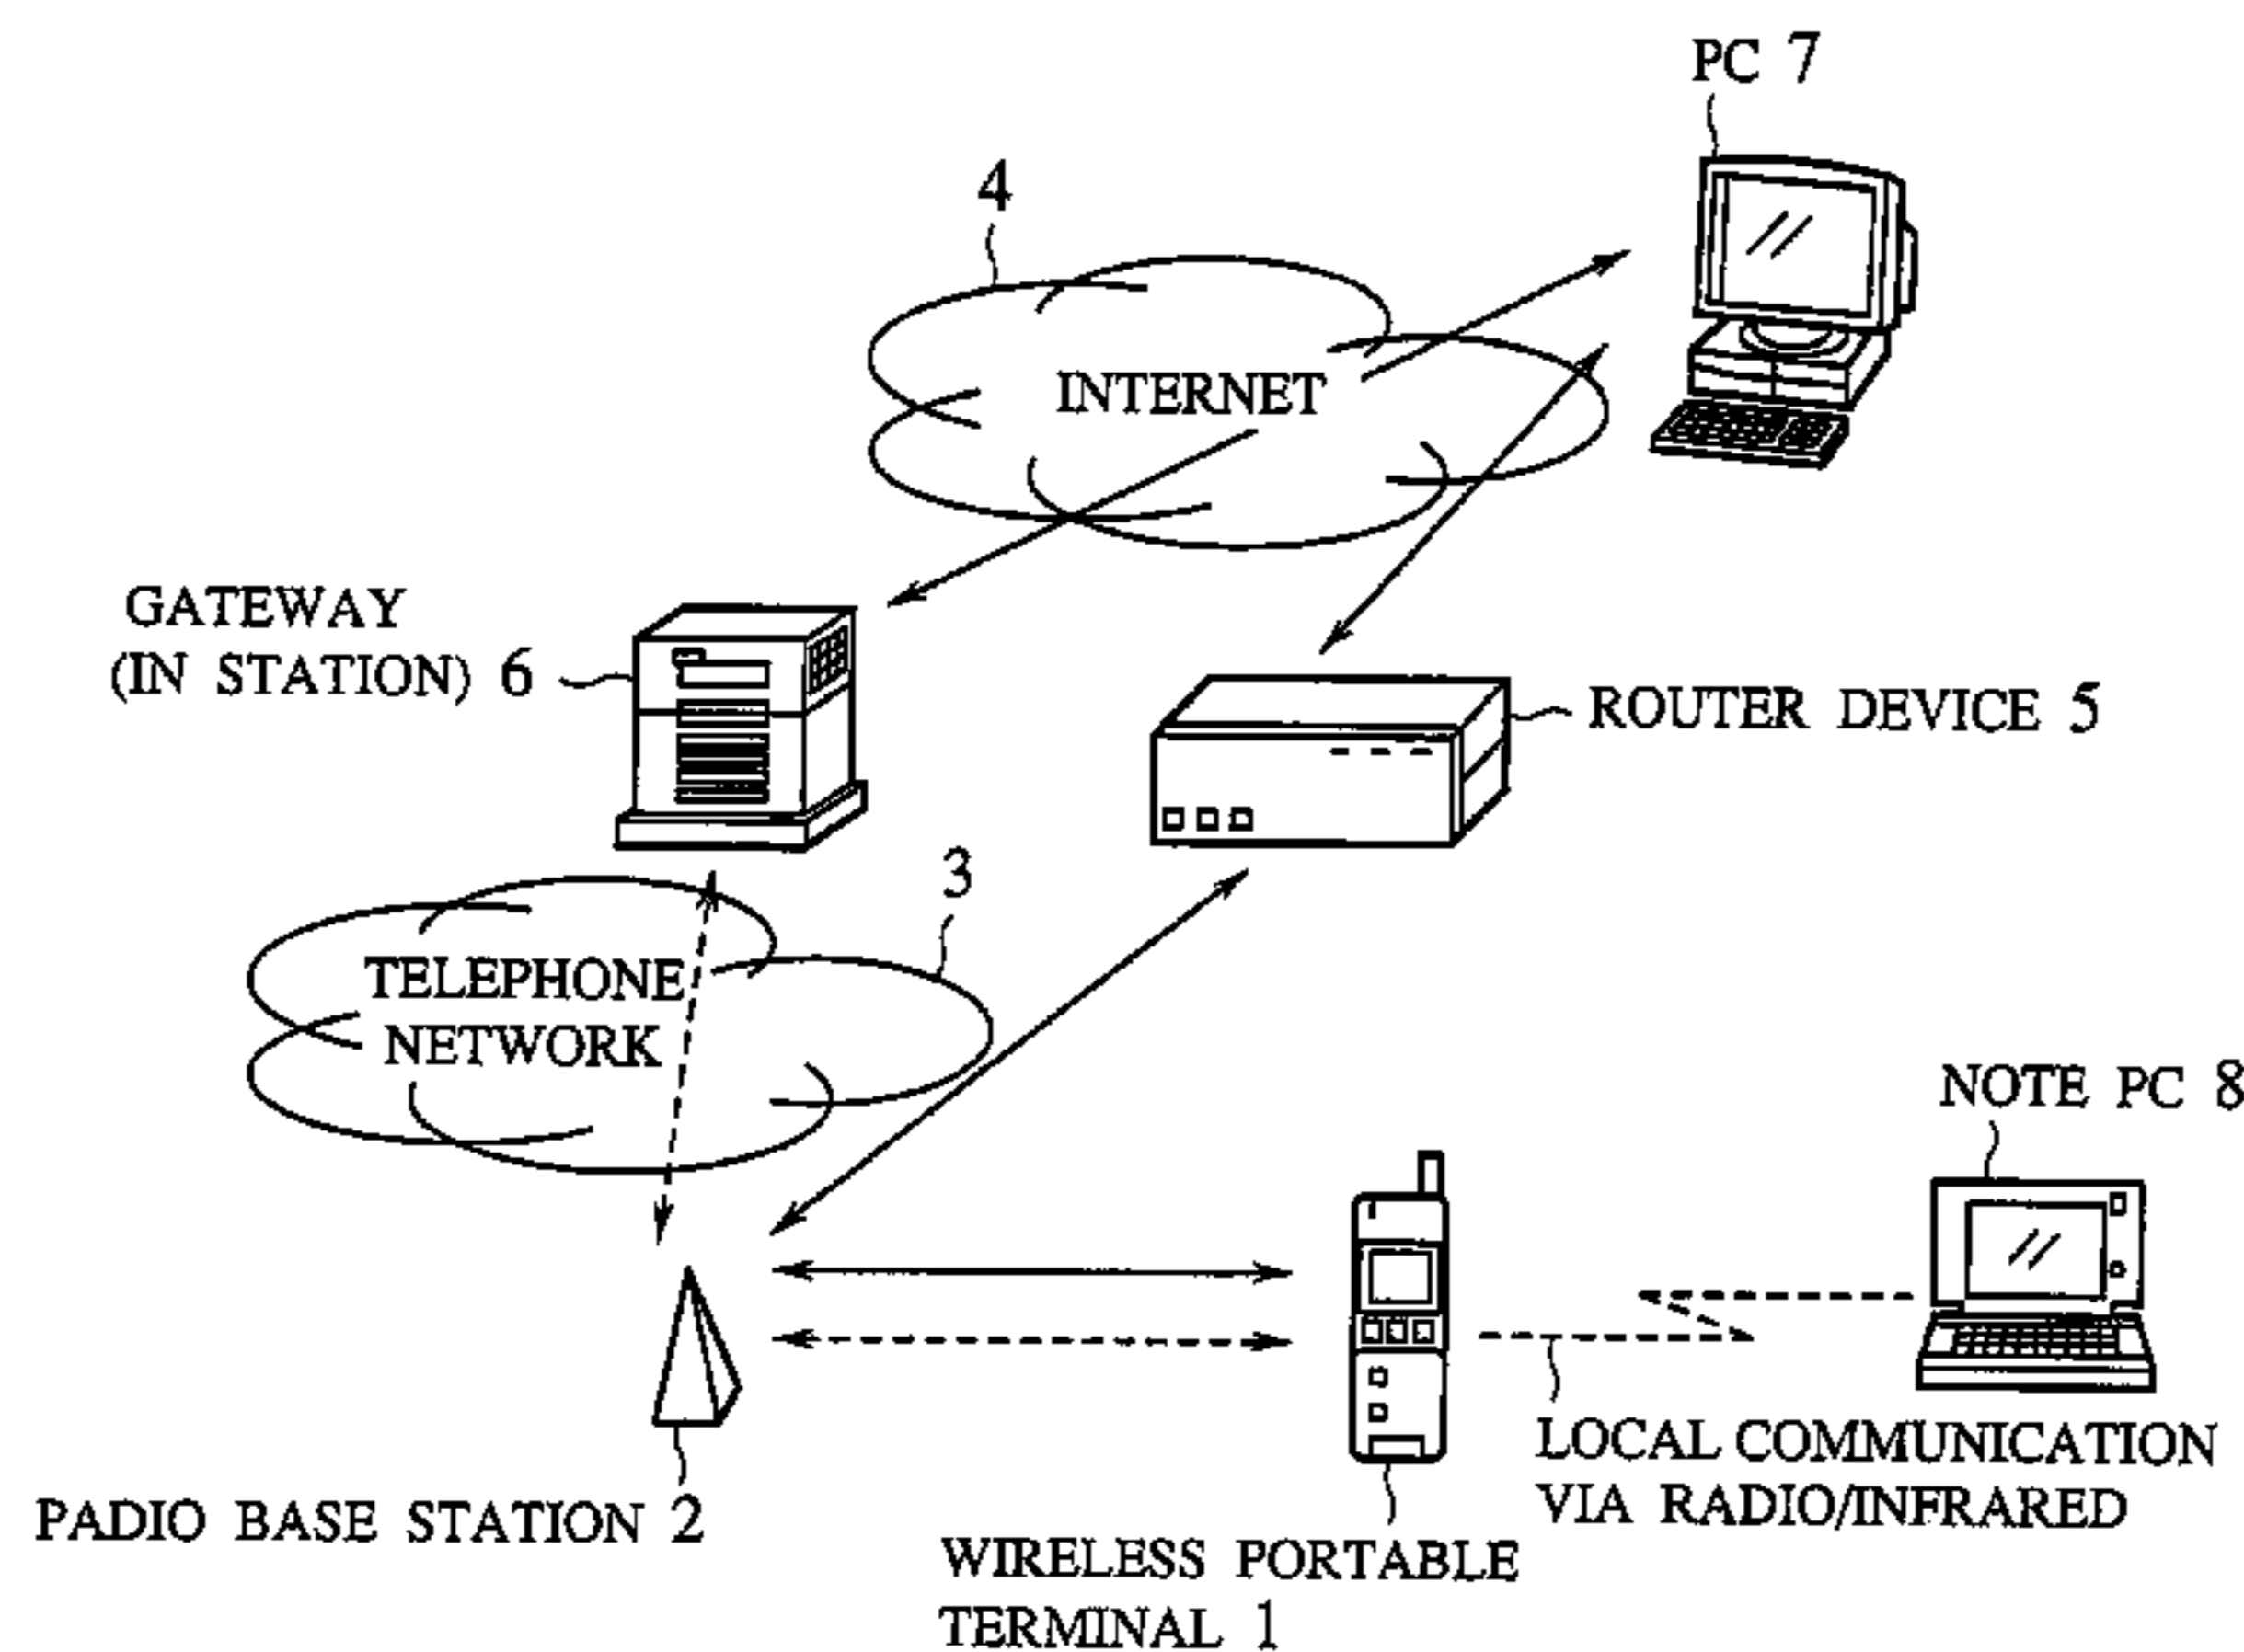 PC 7
4
INTERNET
GATEWAY
(IN STATION) 6
ROUTER DEVICE 5
3
TELEPHONE
NETWORK
NOTE PC 8
LOCAL COMMUNICATION
VIA RADIO/INFRARED
PADIO BASE STATION 2
WIRELESS PORTABLE
TERMINAL 1